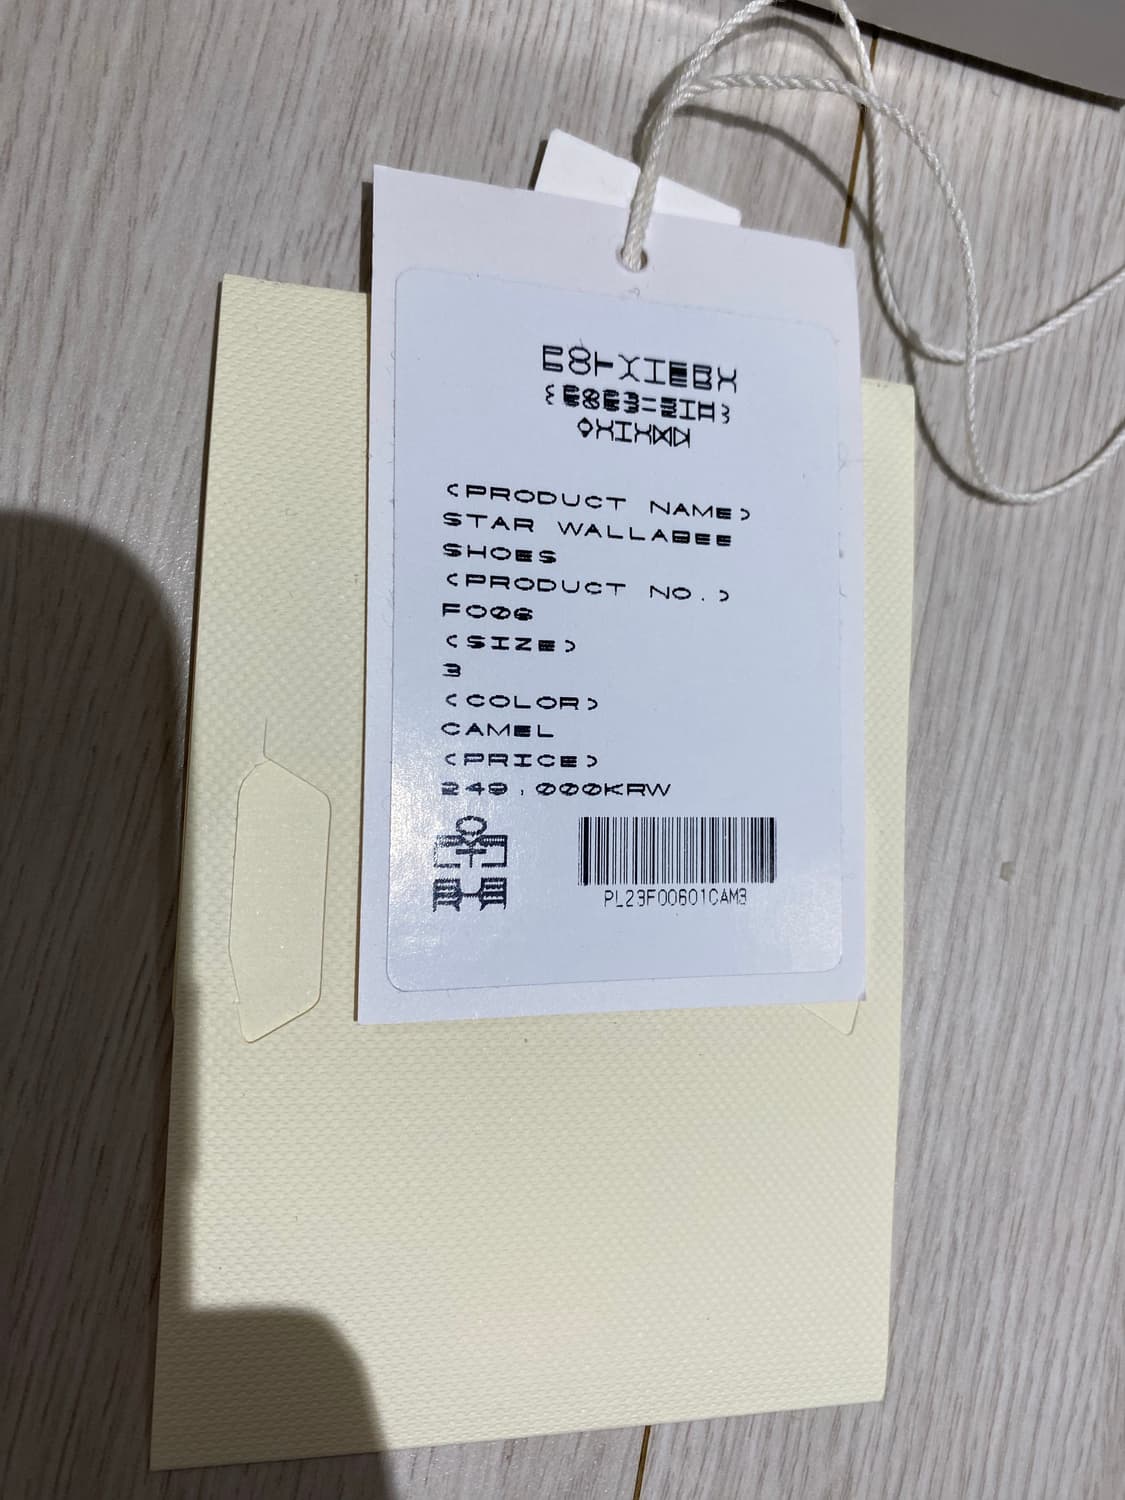 <PRODUCT NAME>
STAR WALLABEE
SHOES
<PRODUCT NO.>
F006
<SIZE>
3
<COLOR>
CAMEL
<PRICE>
249,000KRW
PL23F00601CAM3